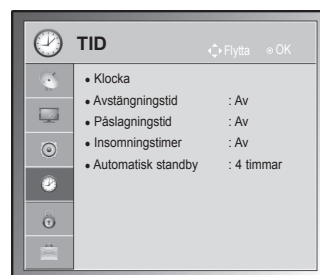 TID
Flytta OK
• Klocka
• Avstängningstid : Av
• Påslagningstid : Av
• Insomningstimer : Av
• Automatisk standby : 4 timmar